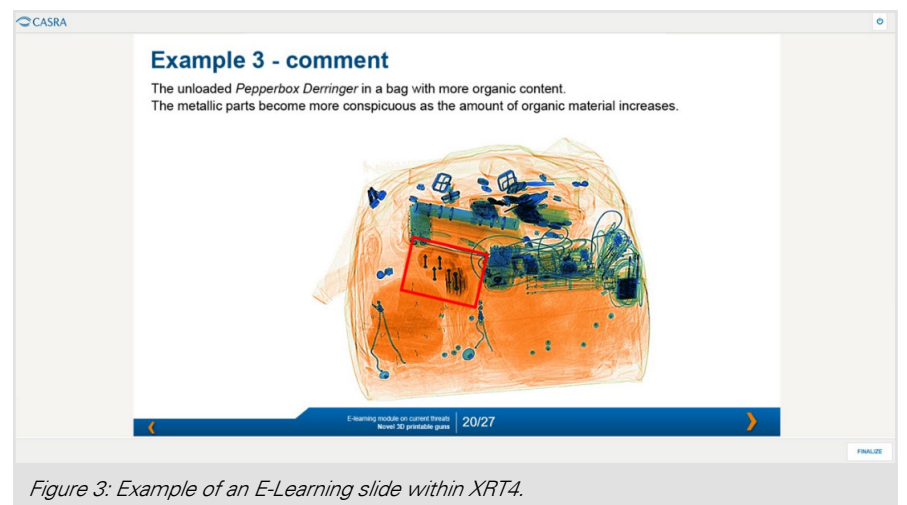 CASRA
Example 3 - comment
The unloaded Pepperbox Derringer in a bag with more organic content.
The metallic parts become more conspicuous as the amount of organic material increases.
E-learning module on current threats
Novel 3D printable guns
20/27
FINALIZE
Figure 3: Example of an E-Learning slide within XRT4.